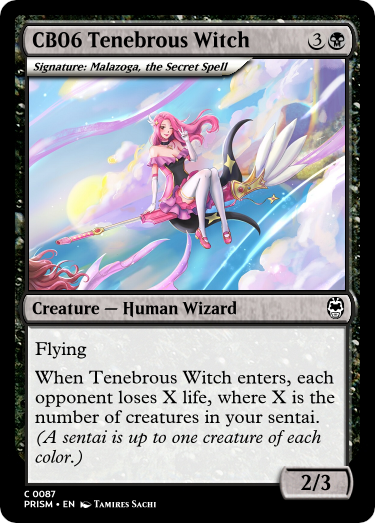 CB06 Tenebrous Witch 3
Signature: Malazoga, the Secret Spell
Creature — Human Wizard
Flying
When Tenebrous Witch enters, each
opponent loses X life, where X is the
number of creatures in your sentai.
(A sentai is up to one creature of each
color.)
2/3
C 0087
PRISM • EN Tamires Sachi